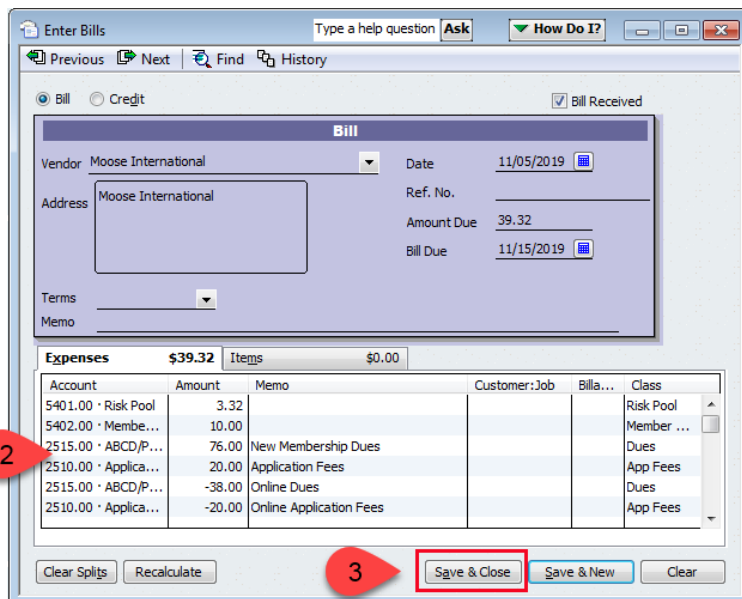 Enter Bills Type a help question Ask How Do I?
Previous Next Find History
Bill Credit Bill Received
Bill
Vendor Moose International Date 11/05/2019
Address Moose International Ref. No.
Amount Due 39.32
Bill Due 11/15/2019
Terms
Memo
Expenses $39.32 Items $0.00
Account Amount Memo Customer:Job Billa... Class
5401.00 · Risk Pool 3.32 Risk Pool
5402.00 · Membe... 10.00 Member ...
2515.00 · ABCD/P... 76.00 New Membership Dues Dues
2510.00 · Applica... 20.00 Application Fees App Fees
2515.00 · ABCD/P... -38.00 Online Dues Dues
2510.00 · Applica... -20.00 Online Application Fees App Fees
2
Clear Splits Recalculate 3 Save & Close Save & New Clear